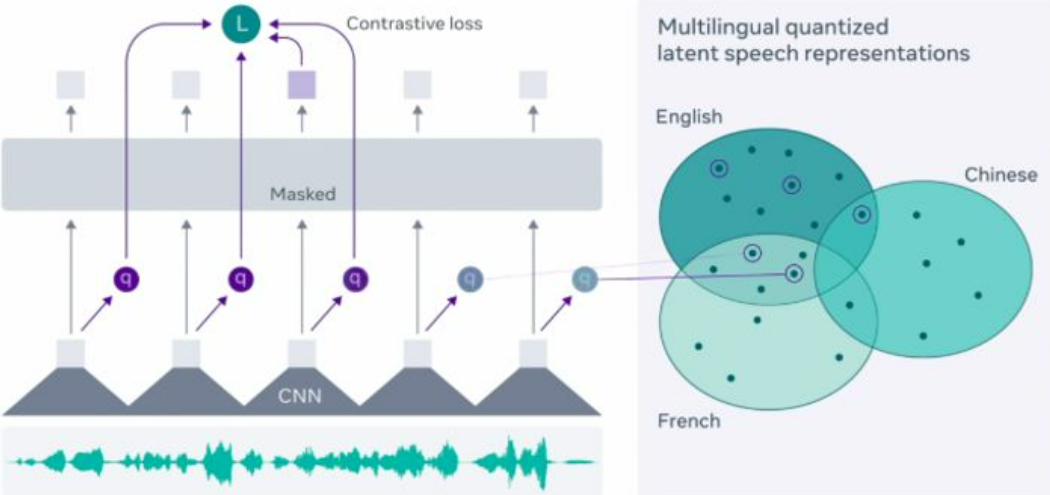 L
Contrastive loss
Masked
q q q q q
CNN
Multilingual quantized
latent speech representations
English
Chinese
French